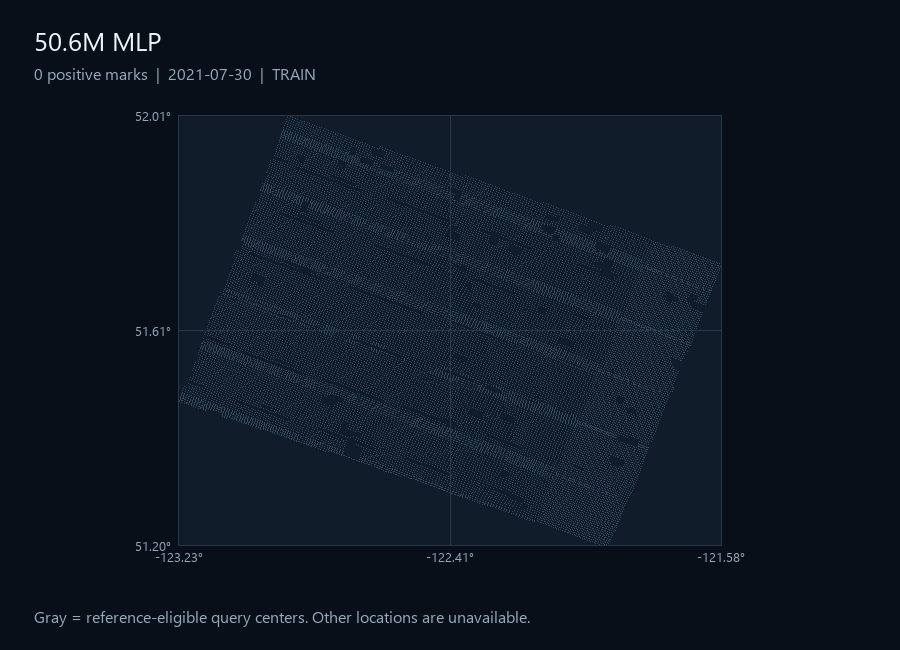 50.6M MLP
0 positive marks | 2021-07-30 | TRAIN
52.01°
51.61°
51.20°
-123.23°
-122.41°
-121.58°
Gray = reference-eligible query centers. Other locations are unavailable.